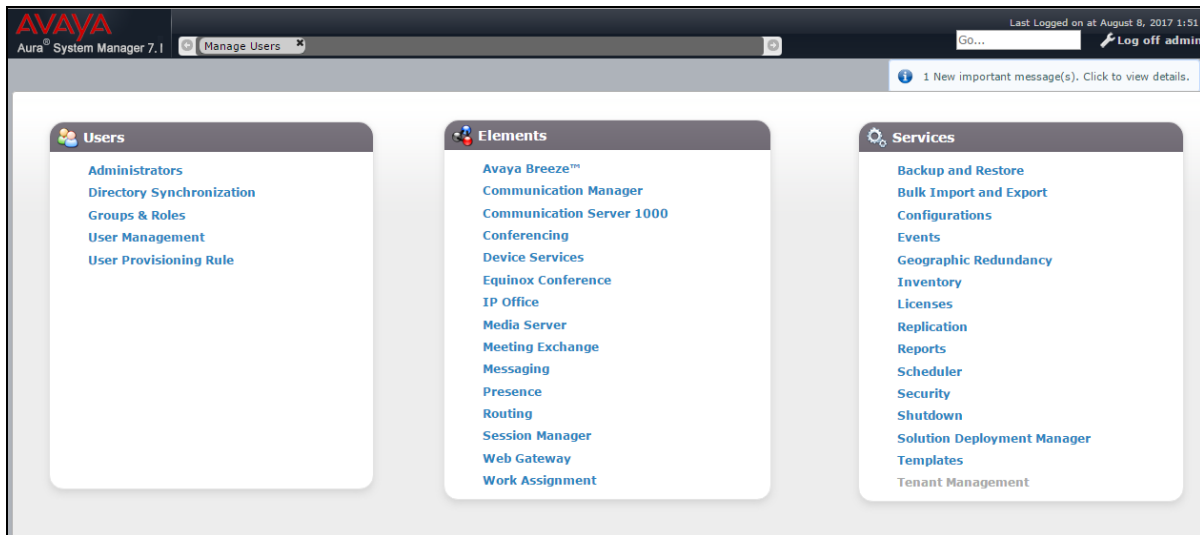 AVAYA
Last Logged on at August 8, 2017 1:51
Aura® System Manager 7.1
Manage Users ×
Go...
Log off admin
1 New important message(s). Click to view details.
Users
Administrators
Directory Synchronization
Groups & Roles
User Management
User Provisioning Rule
Elements
Avaya Breeze™
Communication Manager
Communication Server 1000
Conferencing
Device Services
Equinox Conference
IP Office
Media Server
Meeting Exchange
Messaging
Presence
Routing
Session Manager
Web Gateway
Work Assignment
Services
Backup and Restore
Bulk Import and Export
Configurations
Events
Geographic Redundancy
Inventory
Licenses
Replication
Reports
Scheduler
Security
Shutdown
Solution Deployment Manager
Templates
Tenant Management